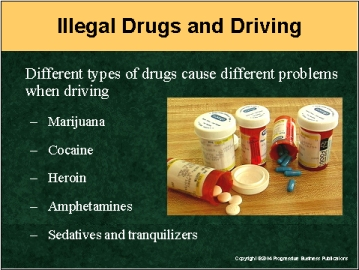 Illegal Drugs and Driving
Different types of drugs cause different problems
when driving
– Marijuana
– Cocaine
– Heroin
– Amphetamines
– Sedatives and tranquilizers
Copyright ©2004 Progressive Business Publications